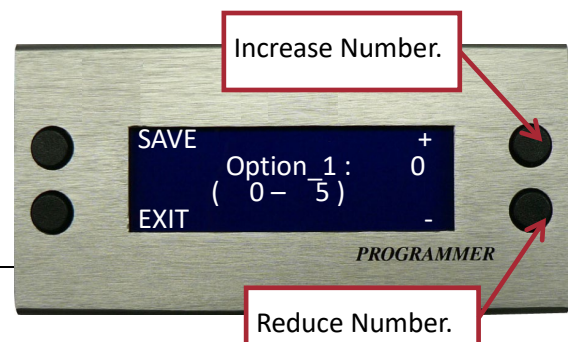 Increase Number.
SAVE +
Option_1 : 0
( 0 – 5 )
EXIT -
PROGRAMMER
Reduce Number.